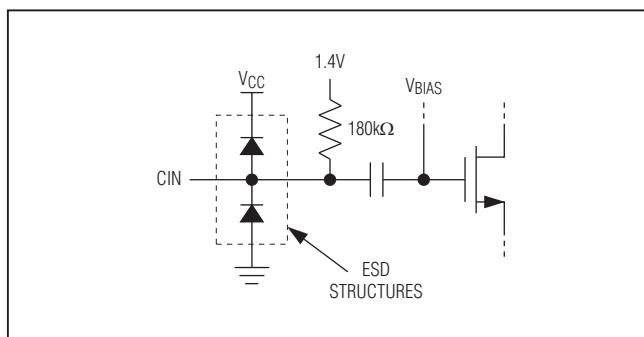 1.4V
VCC
VBIAS
180kΩ
CIN
ESD
STRUCTURES